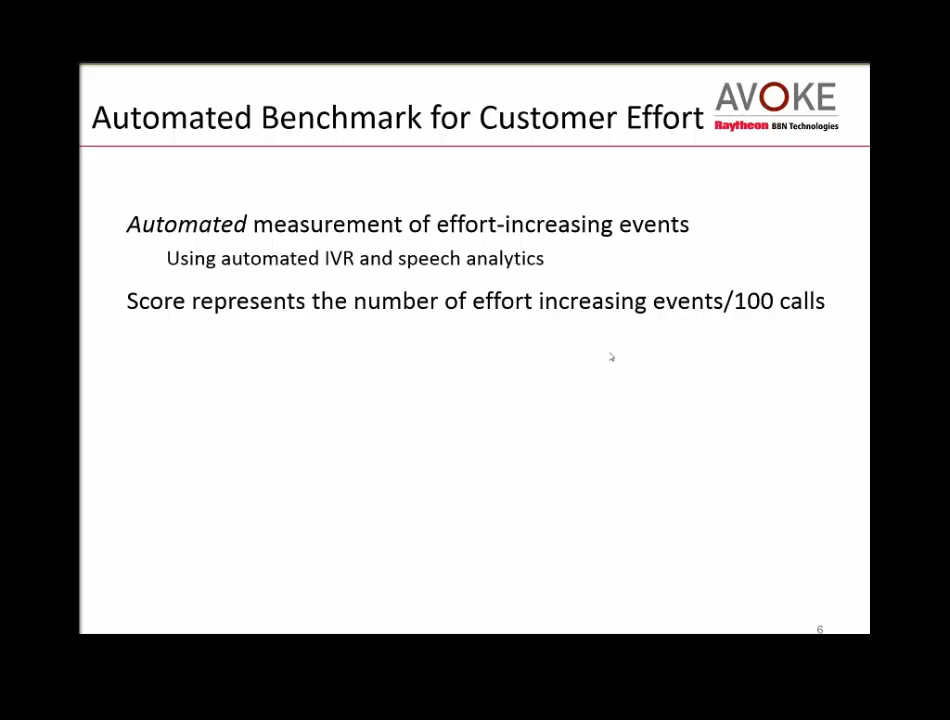 Automated Benchmark for Customer Effort
AVOKE
Raytheon BBN Technologies
Automated measurement of effort-increasing events
Using automated IVR and speech analytics
Score represents the number of effort increasing events/100 calls
6